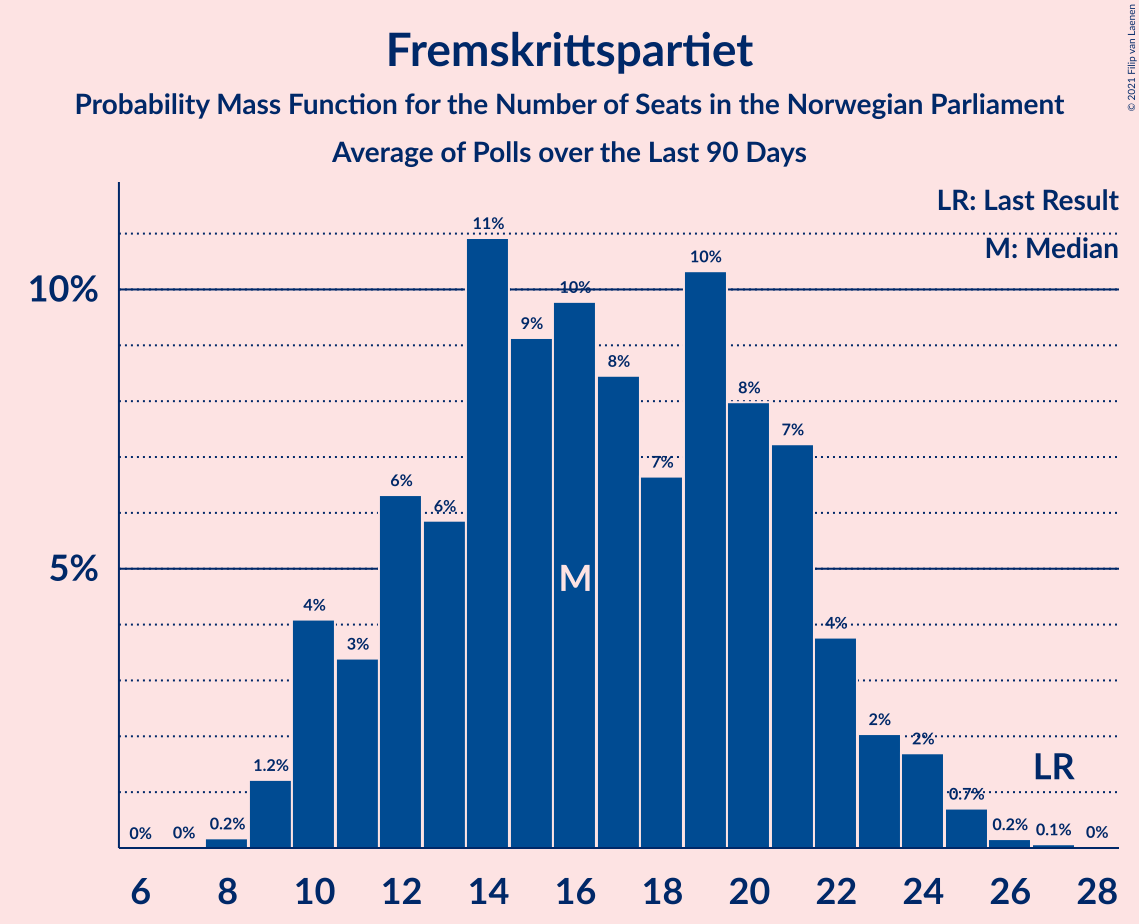 Fremskrittspartiet
Probability Mass Function for the Number of Seats in the Norwegian Parliament
Average of Polls over the Last 90 Days
© 2021 Filip van Laenen
LR: Last Result
M: Median
10%
5%
0%
0%
0.2%
1.2%
4%
3%
6%
6%
11%
9%
10%
8%
7%
10%
8%
7%
4%
2%
2%
0.7%
0.2%
0.1%
0%
M
LR
6 8 10 12 14 16 18 20 22 24 26 28